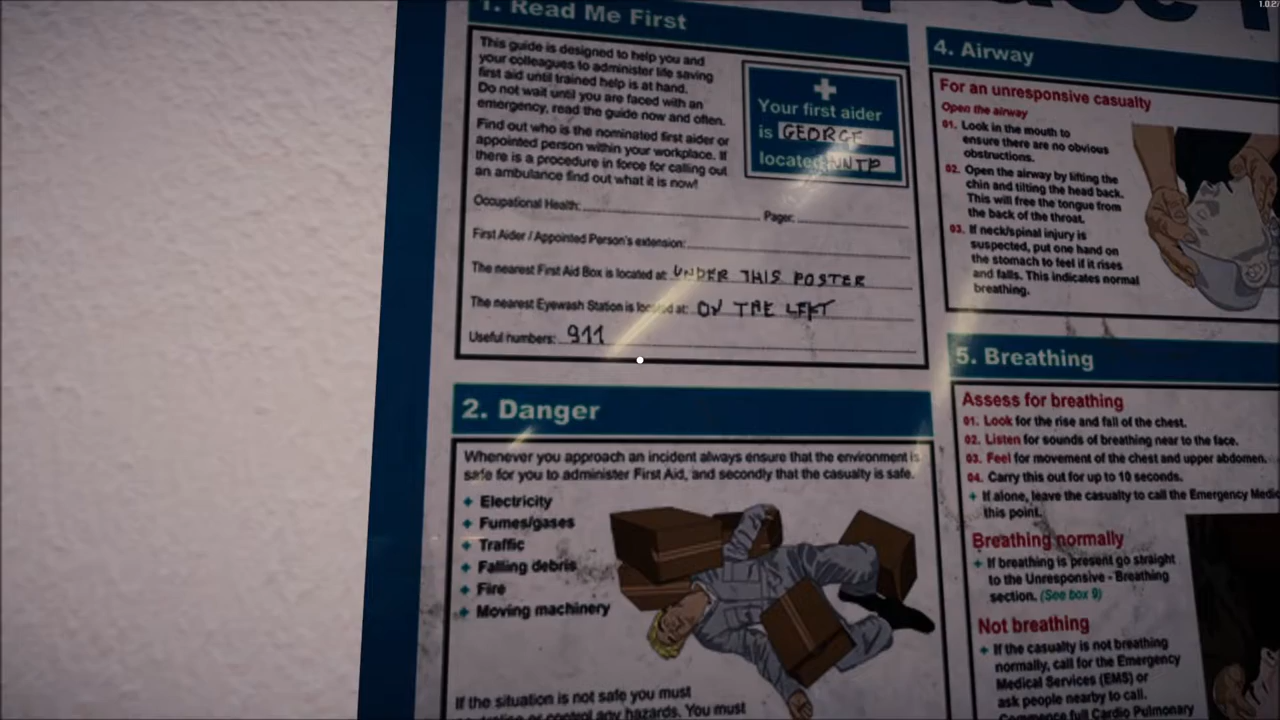 1.0.2
1. Read Me First
This guide is designed to help you and
your colleagues to administer life saving
first aid until trained help is at hand.
Do not wait until you are faced with an
emergency, read the guide now and often.
Find out who is the nominated first aider or
appointed person within your workplace. If
there is a procedure in force for calling out
an ambulance find out what it is now!
Your first aider
is GEORGE
located
Occupational Health: Pager:
First Aider / Appointed Person's extension:
The nearest First Aid Box is located at: UNDER THIS POSTER
The nearest Eyewash Station is located at: ON THE LEFT
Useful numbers: 911
2. Danger
Whenever you approach an incident always ensure that the environment is
safe for you to administer First Aid, and secondly that the casualty is safe.
+ Electricity
+ Fumes/gases
+ Traffic
+ Falling debris
+ Fire
+ Moving machinery
If the situation is not safe you must
or control any hazards. You must
4. Airway
For an unresponsive casualty
Open the airway
01. Look in the mouth to
ensure there are no obvious
obstructions.
02. Open the airway by lifting the
chin and tilting the head back.
This will free the tongue from
the back of the throat.
03. If neck/spinal injury is
suspected, put one hand on
the stomach to feel if it rises
and falls. This indicates normal
breathing.
5. Breathing
Assess for breathing
01. Look for the rise and fall of the chest.
02. Listen for sounds of breathing near to the face.
03. Feel for movement of the chest and upper abdomen.
04. Carry this out for up to 10 seconds.
+ If alone, leave the casualty to call the Emergency Medic
this point.
Breathing normally
+ If breathing is present go straight
to the Unresponsive - Breathing
section. (See box 9)
Not breathing
+ If the casualty is not breathing
normally, call for the Emergency
Medical Services (EMS) or
ask people nearby to call.
Commence full Cardio Pulmonary